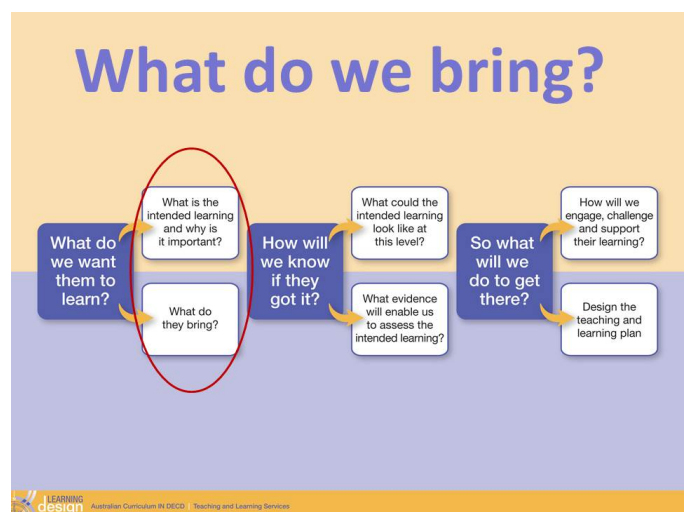 What do we bring?
What do
we want
them to
learn?
What is the
intended learning
and why is
it important?
What do
they bring?
How will
we know
if they
got it?
What could the
intended learning
look like at
this level?
What evidence
will enable us
to assess the
intended learning?
So what
will we
do to get
there?
How will we
engage, challenge
and support
their learning?
Design the
teaching and
learning plan
LEARNING
design
Australian Curriculum IN DECD | Teaching and Learning Services